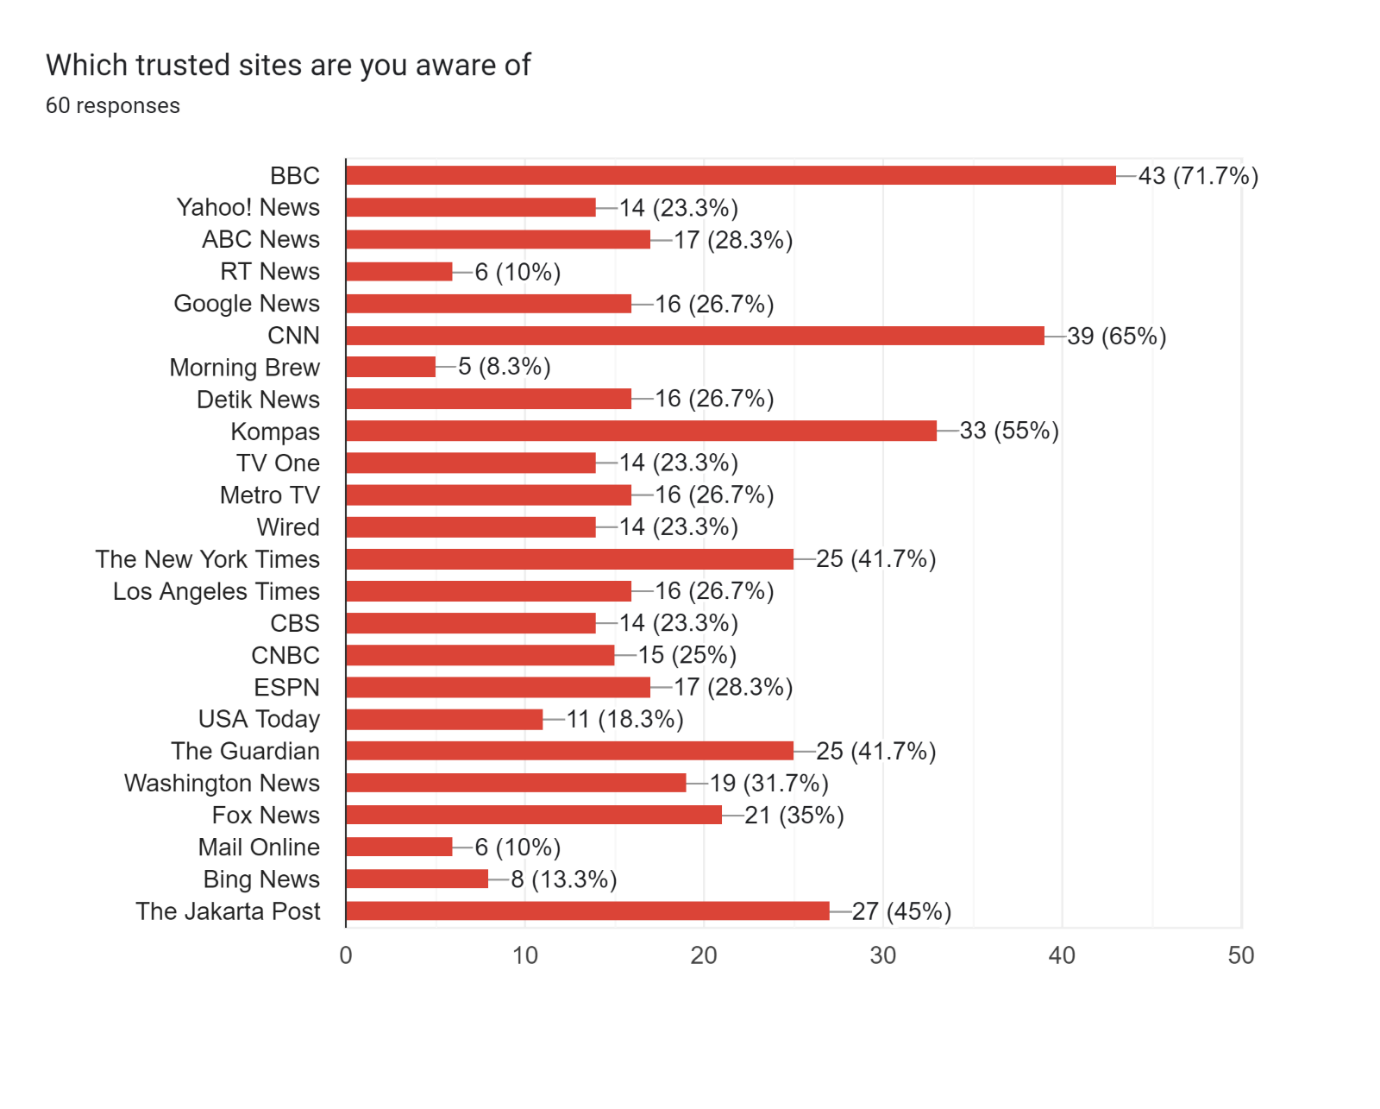 Which trusted sites are you aware of
60 responses
BBC 43 (71.7%)
Yahoo! News 14 (23.3%)
ABC News 17 (28.3%)
RT News 6 (10%)
Google News 16 (26.7%)
CNN 39 (65%)
Morning Brew 5 (8.3%)
Detik News 16 (26.7%)
Kompas 33 (55%)
TV One 14 (23.3%)
Metro TV 16 (26.7%)
Wired 14 (23.3%)
The New York Times 25 (41.7%)
Los Angeles Times 16 (26.7%)
CBS 14 (23.3%)
CNBC 15 (25%)
ESPN 17 (28.3%)
USA Today 11 (18.3%)
The Guardian 25 (41.7%)
Washington News 19 (31.7%)
Fox News 21 (35%)
Mail Online 6 (10%)
Bing News 8 (13.3%)
The Jakarta Post 27 (45%)
0 10 20 30 40 50